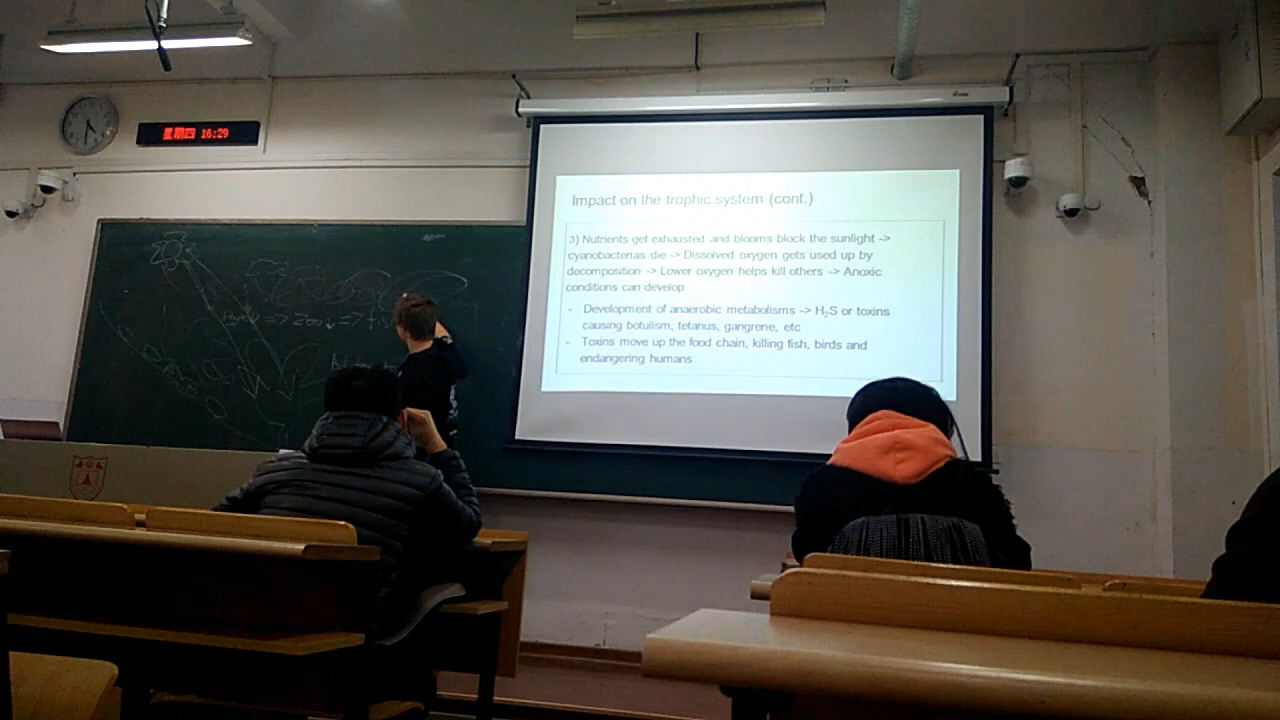 星期四 16:29
Impact on the trophic system (cont.)
3) Nutrients get exhausted and blooms block the sunlight ->
cyanobacterias die -> Dissolved oxygen gets used up by
decomposition -> Lower oxygen helps kill others -> Anoxic
conditions can develop
- Development of anaerobic metabolisms -> H₂S or toxins
causing botulism, tetanus, gangrene, etc
- Toxins move up the food chain, killing fish, birds and
endangering humans